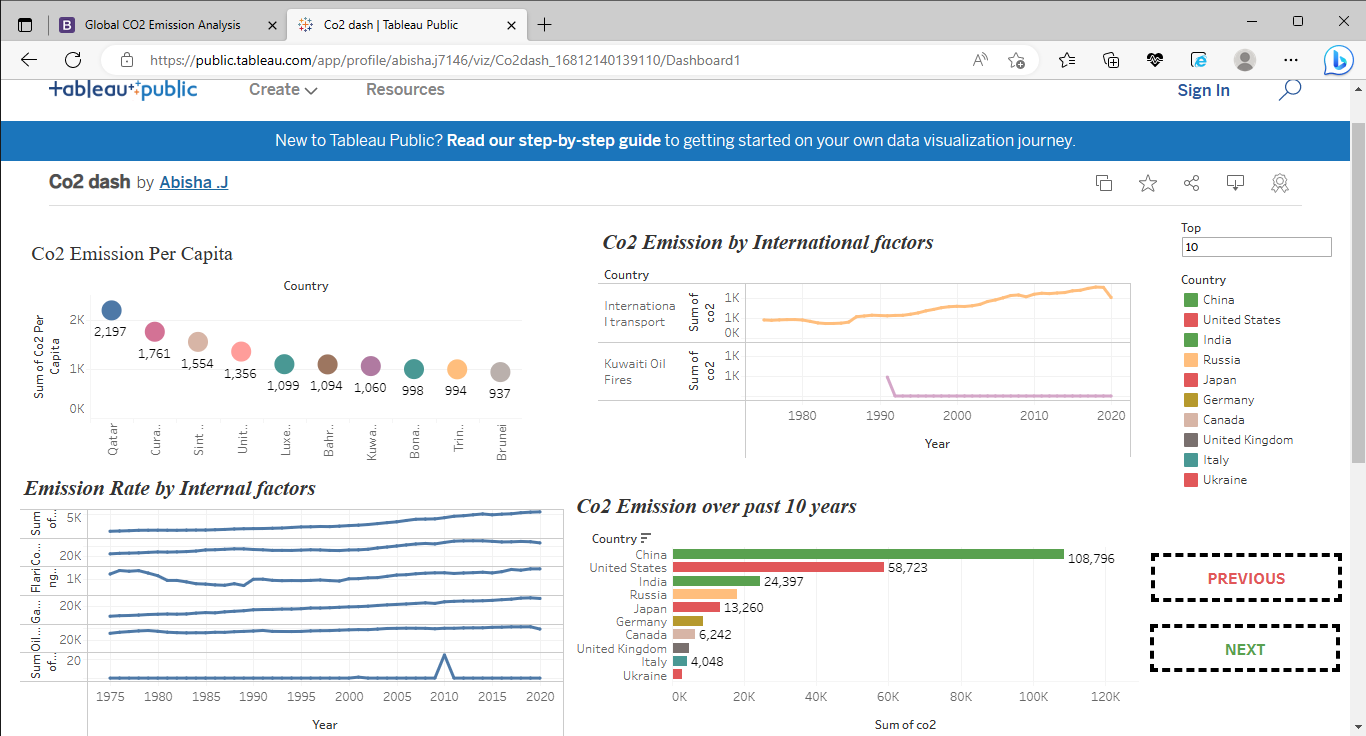 Global CO2 Emission Analysis
Co2 dash | Tableau Public
https://public.tableau.com/app/profile/abisha.j7146/viz/Co2dash_16812140139110/Dashboard1
+ableau+public
Create
Resources
Sign In
New to Tableau Public? Read our step-by-step guide to getting started on your own data visualization journey.
Co2 dash by Abisha .J
Co2 Emission Per Capita
Country
Sum of Co2 Per
Capita
2K
1K
0K
2,197
1,761
1,554
1,356
1,099
1,094
1,060
998
994
937
Qatar
Cura..
Sint ..
Unit..
Luxe..
Bahr..
Kuwa..
Bona..
Trin..
Brunei
Co2 Emission by International factors
Country
Internationa
l transport
Sum of
co2
1K
1K
0K
Kuwaiti Oil
Fires
Sum of
co2
1K
1K
1980
1990
2000
2010
2020
Year
Top
10
Country
China
United States
India
Russia
Japan
Germany
Canada
United Kingdom
Italy
Ukraine
Emission Rate by Internal factors
Sum
of...
5K
Co...
20K
Flari
ng...
1K
Ga...
20K
Oil...
20K
Sum
of...
20
1975
1980
1985
1990
1995
2000
2005
2010
2015
2020
Year
Co2 Emission over past 10 years
Country
China
108,796
United States
58,723
India
24,397
Russia
Japan
13,260
Germany
Canada
6,242
United Kingdom
Italy
4,048
Ukraine
0K
20K
40K
60K
80K
100K
120K
Sum of co2
PREVIOUS
NEXT